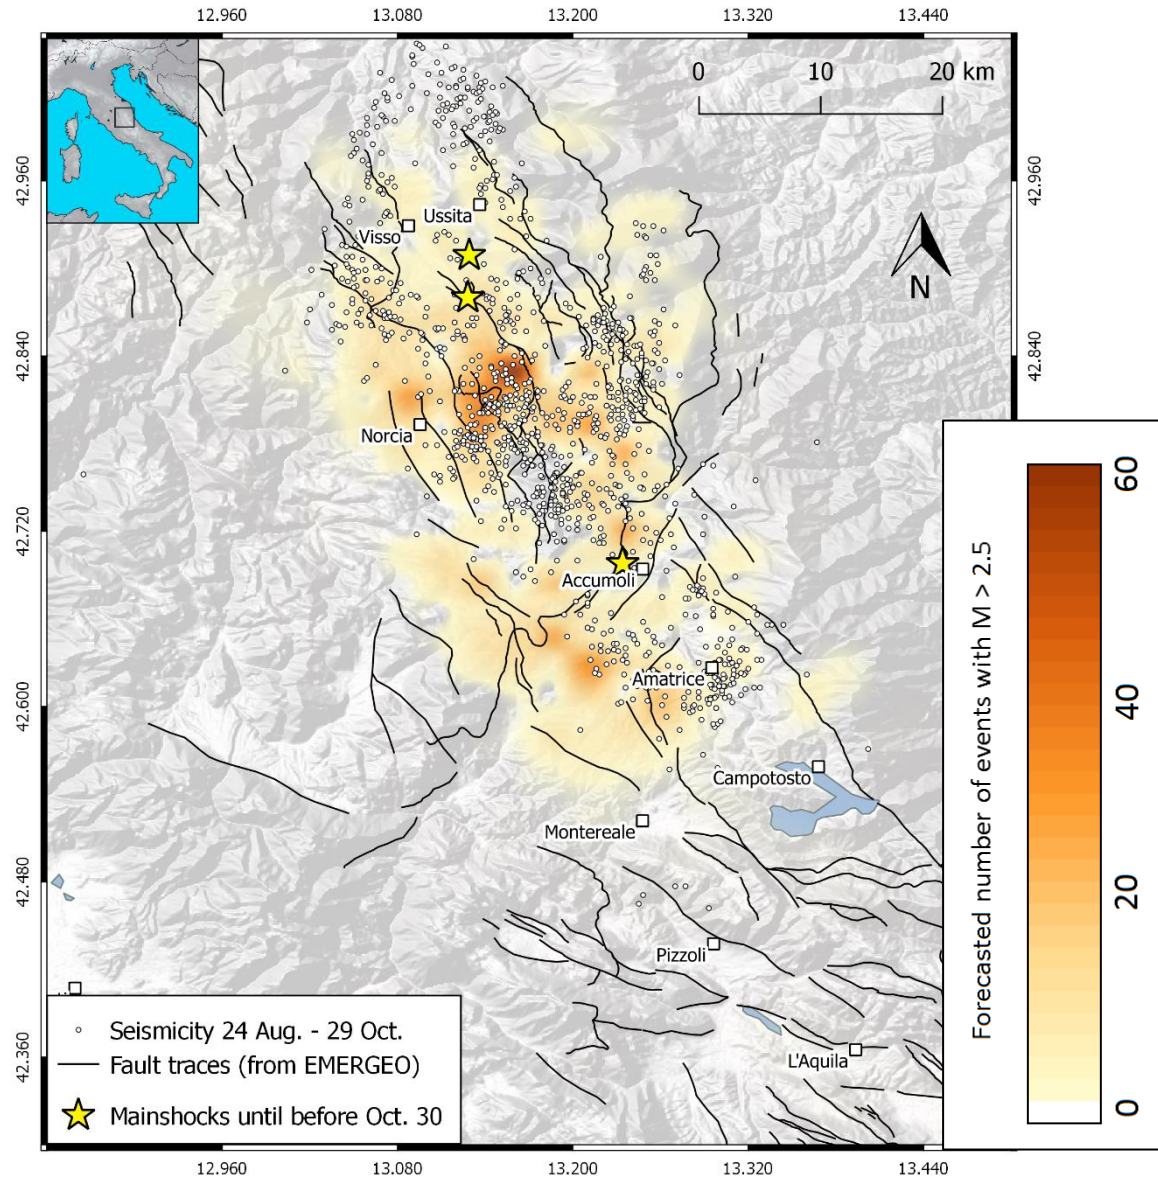 12.960 13.080 13.200 13.320 13.440
0 10 20 km
42.960 42.960
Ussita
Visso
N
42.840 42.840
Norcia
42.720
Accumoli
Amatrice
42.600
Campotosto
Montereale
42.480
Pizzoli
L'Aquila
42.360
Forecasted number of events with M > 2.5
60
40
20
0
Seismicity 24 Aug. - 29 Oct.
Fault traces (from EMERGEO)
Mainshocks until before Oct. 30
12.960 13.080 13.200 13.320 13.440